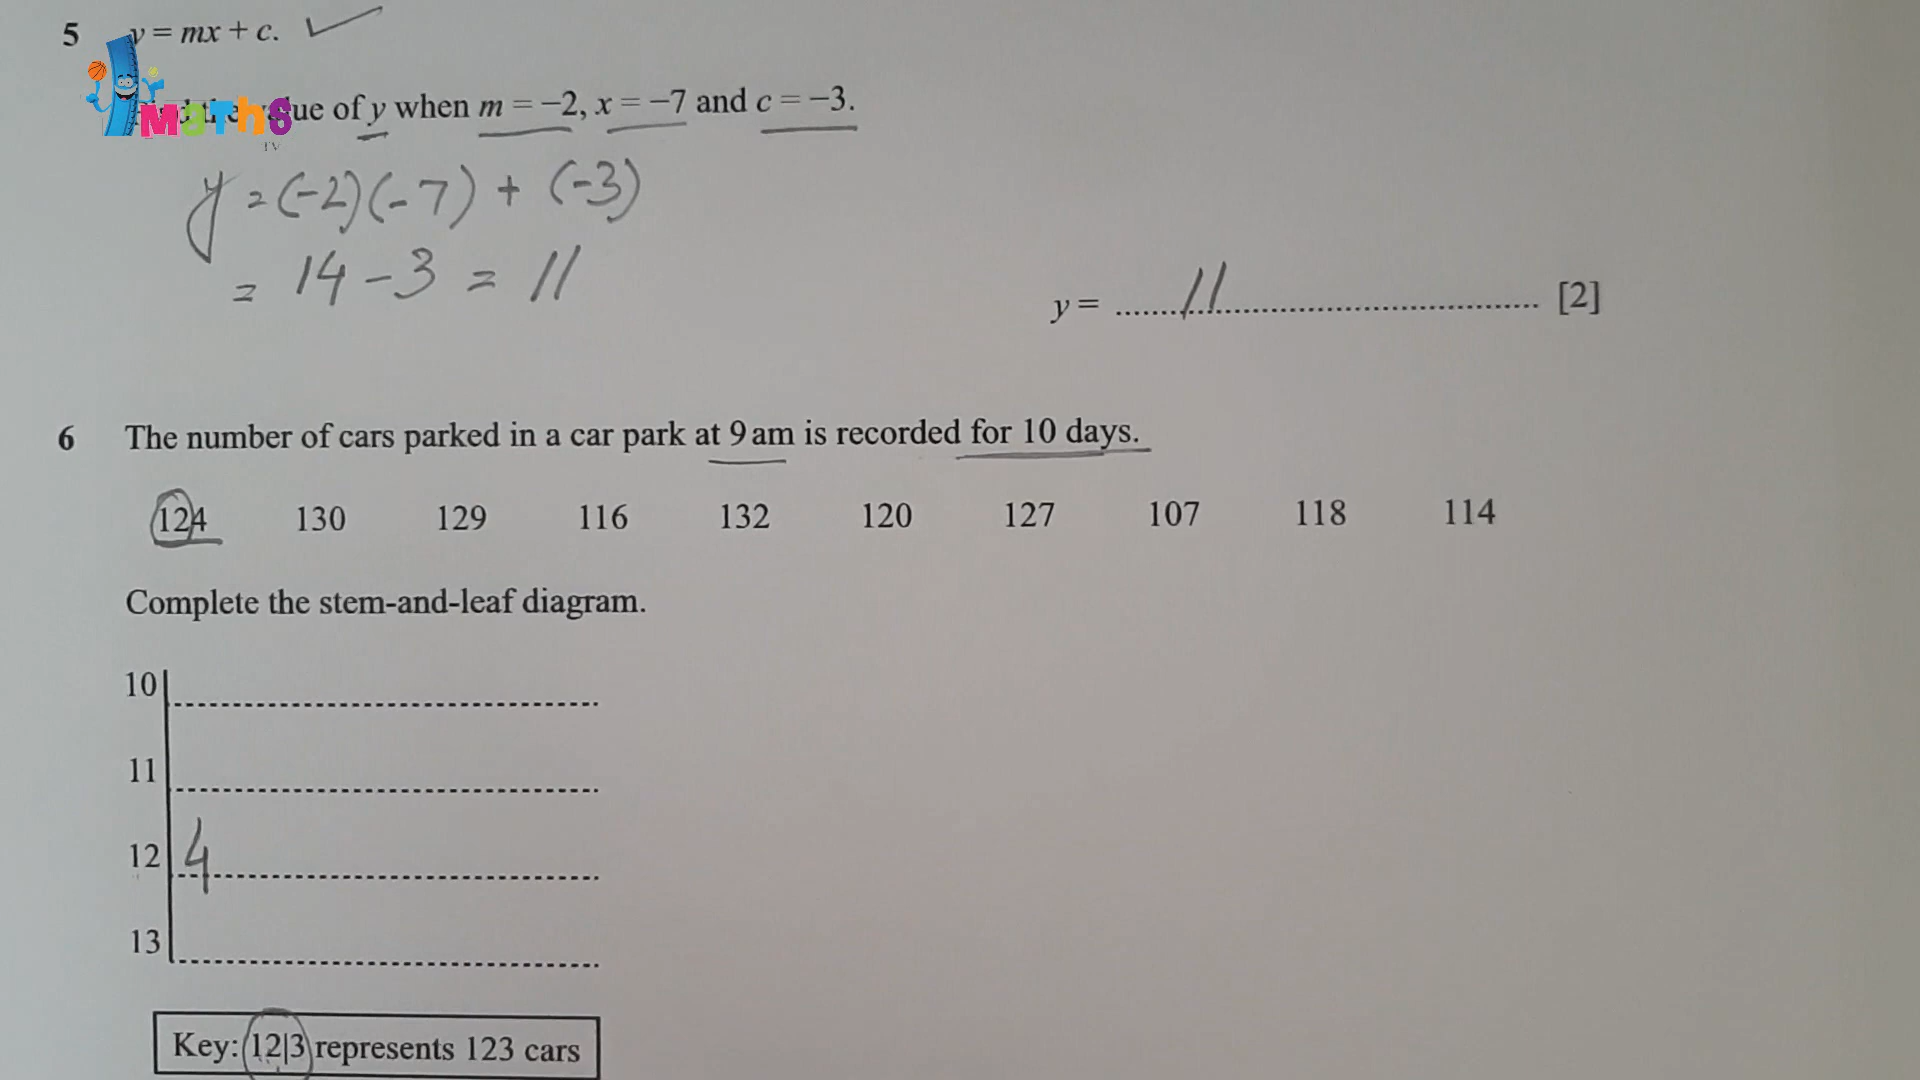 5 y = mx + c.
value of y when m = −2, x = −7 and c = −3.
MaTHS
TV
y = (-2)(-7) + (-3)
= 14 - 3 = 11
y = 11 [2]
6 The number of cars parked in a car park at 9 am is recorded for 10 days.
124 130 129 116 132 120 127 107 118 114
Complete the stem-and-leaf diagram.
10
11
12 4
13
Key: 12|3 represents 123 cars